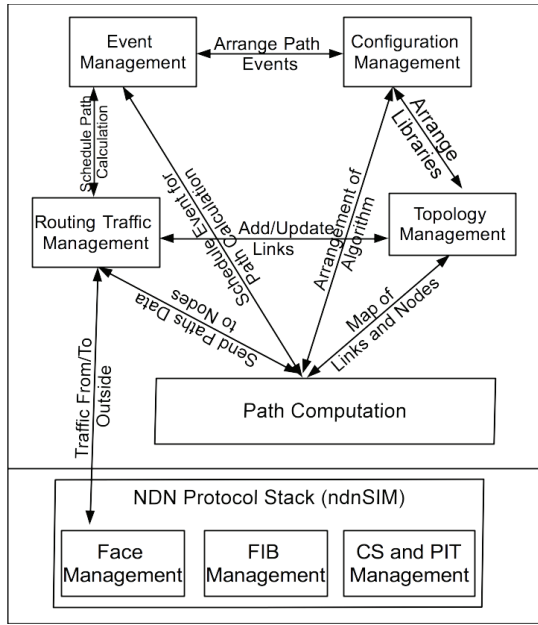 Event
Management
Arrange Path
Events
Configuration
Management
Schedule Path
Calculation
Arrange
Libraries
Schedule Event for
Path Calculation
Arrangement of
Algorithm
Routing Traffic
Management
Add/Update
Links
Topology
Management
Send Paths Data
to Nodes
Map of
Links and Nodes
Traffic From/To
Outside
Path Computation
NDN Protocol Stack (ndnSIM)
Face
Management
FIB
Management
CS and PIT
Management